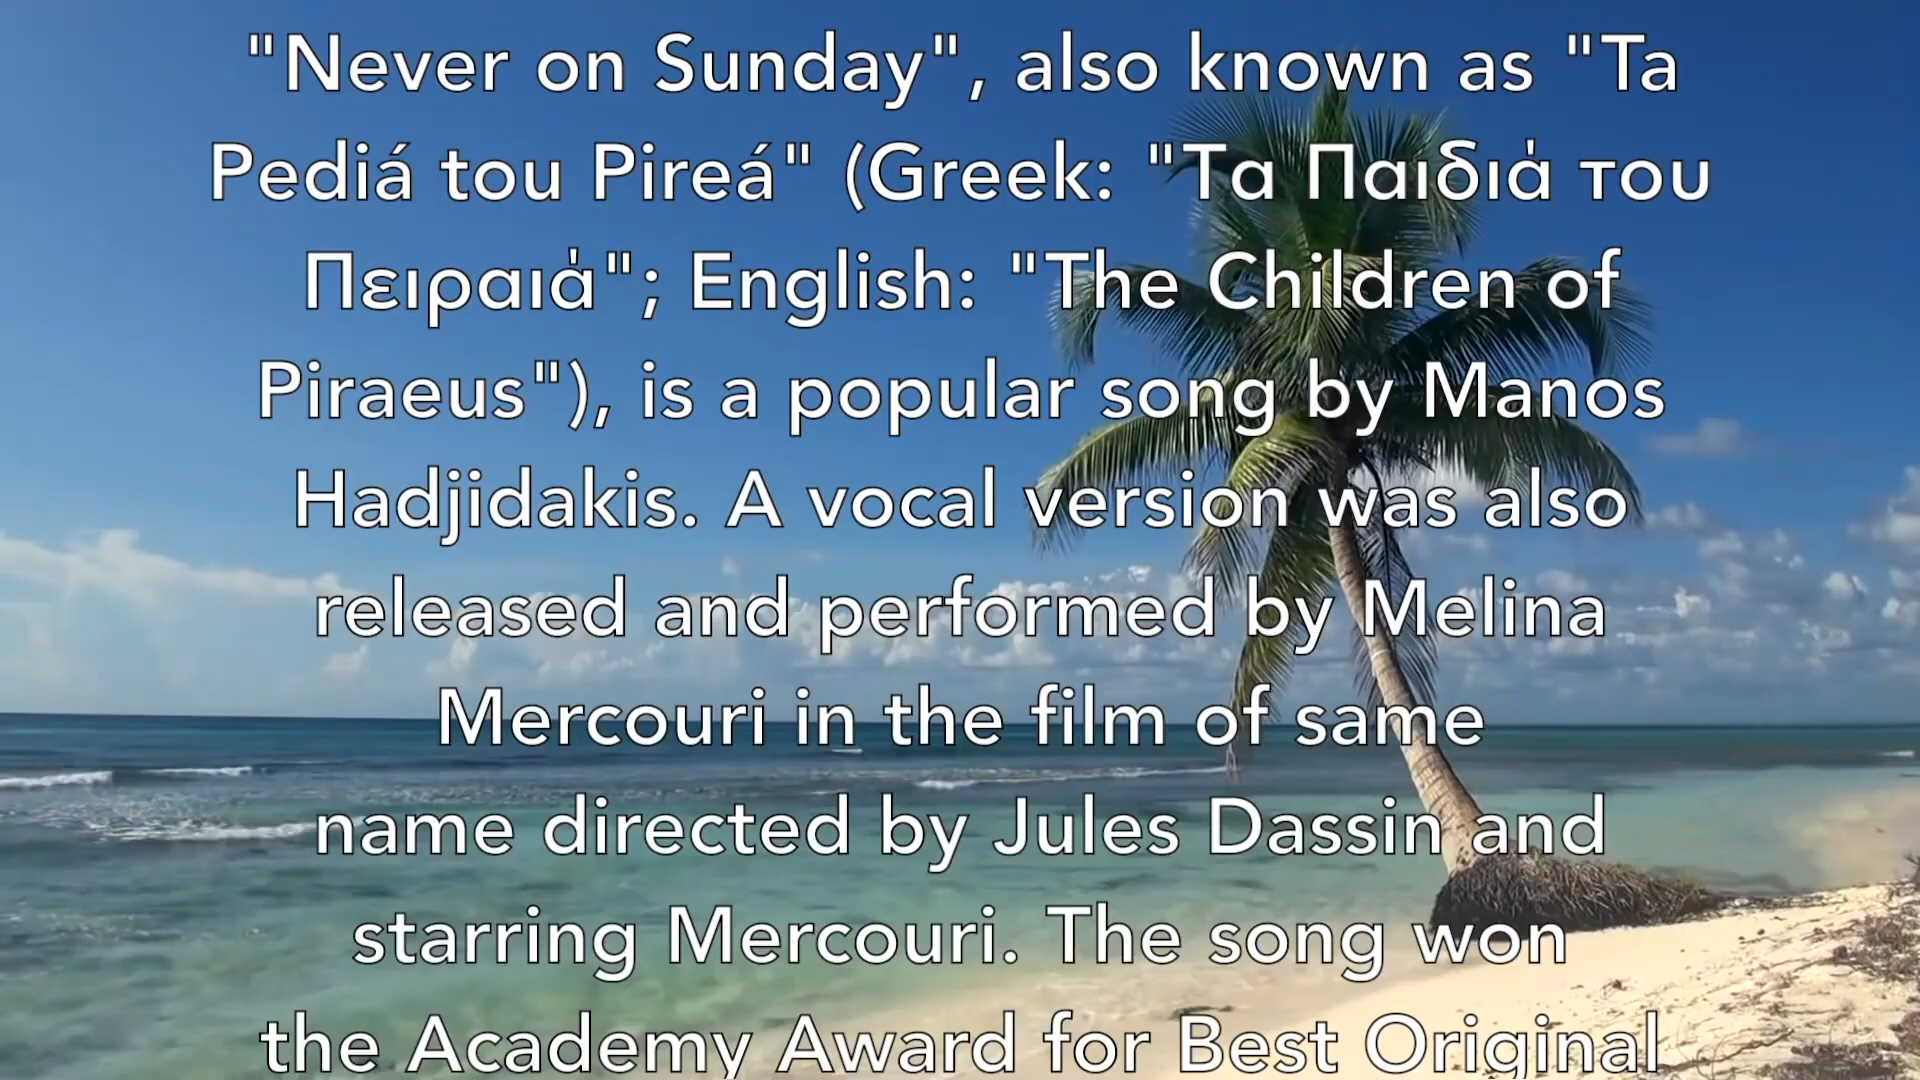 "Never on Sunday", also known as "Ta
Pediá tou Pireá" (Greek: "Τα Παιδιά του
Πειραιά"; English: "The Children of
Piraeus"), is a popular song by Manos
Hadjidakis. A vocal version was also
released and performed by Melina
Mercouri in the film of same
name directed by Jules Dassin and
starring Mercouri. The song won
the Academy Award for Best Original